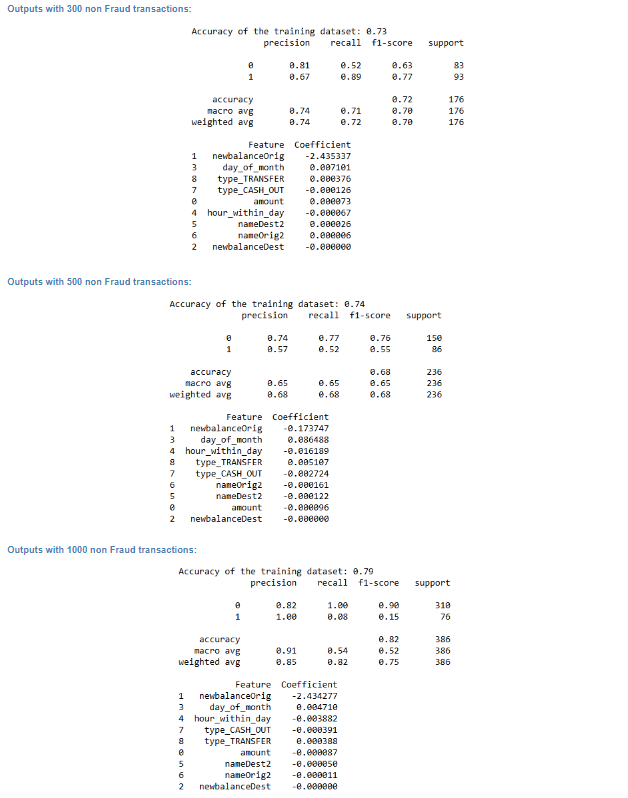 Outputs with 300 non Fraud transactions:
Accuracy of the training dataset: 0.73
precision recall f1-score support
0 0.81 0.52 0.63 83
1 0.67 0.89 0.77 93
accuracy 0.72 176
macro avg 0.74 0.71 0.70 176
weighted avg 0.74 0.72 0.70 176
Feature Coefficient
1 newbalanceOrig -2.435337
3 day_of_month 0.007101
8 type_TRANSFER 0.000376
7 type_CASH_OUT -0.000126
0 amount 0.000073
4 hour_within_day -0.000067
5 nameDest2 0.000026
6 nameOrig2 0.000006
2 newbalanceDest -0.000000
Outputs with 500 non Fraud transactions:
Accuracy of the training dataset: 0.74
precision recall f1-score support
0 0.74 0.77 0.76 150
1 0.57 0.52 0.55 86
accuracy 0.68 236
macro avg 0.65 0.65 0.65 236
weighted avg 0.68 0.68 0.68 236
Feature Coefficient
1 newbalanceOrig -0.173747
3 day_of_month 0.086488
4 hour_within_day -0.016189
8 type_TRANSFER 0.005107
7 type_CASH_OUT -0.002724
6 nameOrig2 -0.000161
5 nameDest2 -0.000122
0 amount -0.000096
2 newbalanceDest -0.000000
Outputs with 1000 non Fraud transactions:
Accuracy of the training dataset: 0.79
precision recall f1-score support
0 0.82 1.00 0.90 310
1 1.00 0.08 0.15 76
accuracy 0.82 386
macro avg 0.91 0.54 0.52 386
weighted avg 0.85 0.82 0.75 386
Feature Coefficient
1 newbalanceOrig -2.434277
3 day_of_month 0.004710
4 hour_within_day -0.003882
7 type_CASH_OUT -0.000391
8 type_TRANSFER 0.000388
0 amount -0.000087
5 nameDest2 -0.000050
6 nameOrig2 -0.000011
2 newbalanceDest -0.000000